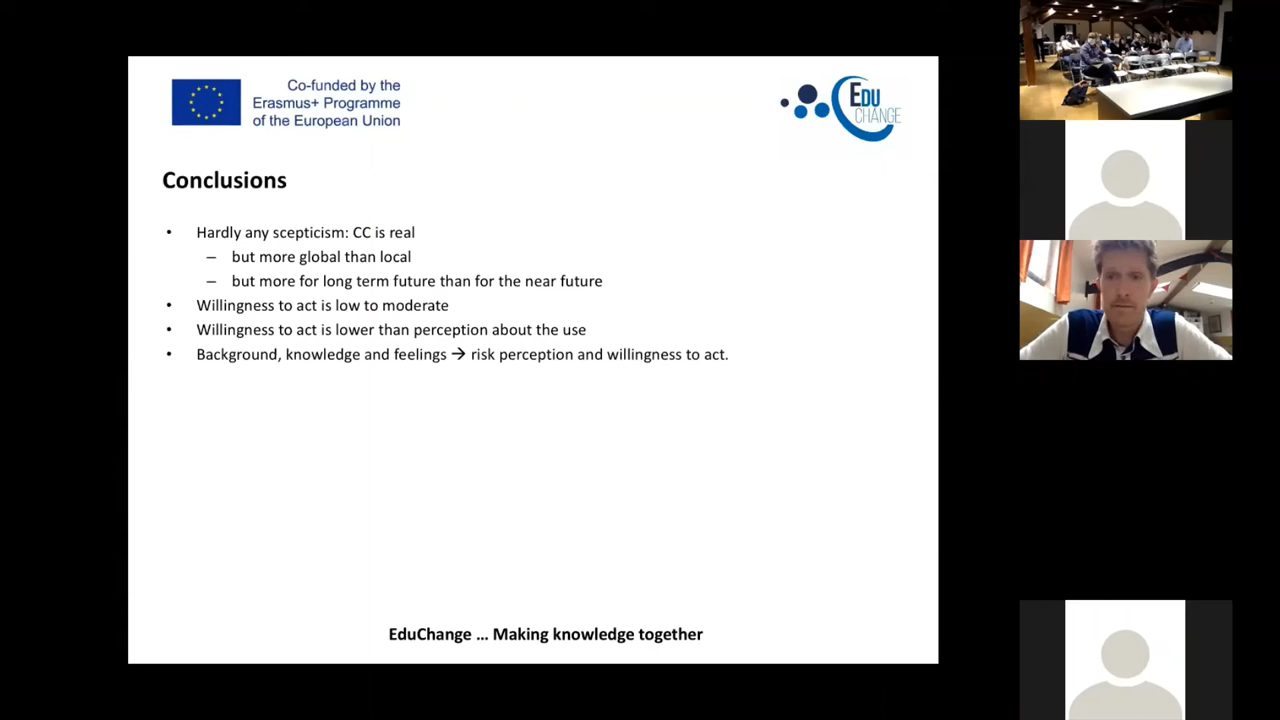 Co-funded by the
Erasmus+ Programme
of the European Union
EDU
CHANGE
Conclusions
• Hardly any scepticism: CC is real
– but more global than local
– but more for long term future than for the near future
• Willingness to act is low to moderate
• Willingness to act is lower than perception about the use
• Background, knowledge and feelings → risk perception and willingness to act.
EduChange ... Making knowledge together